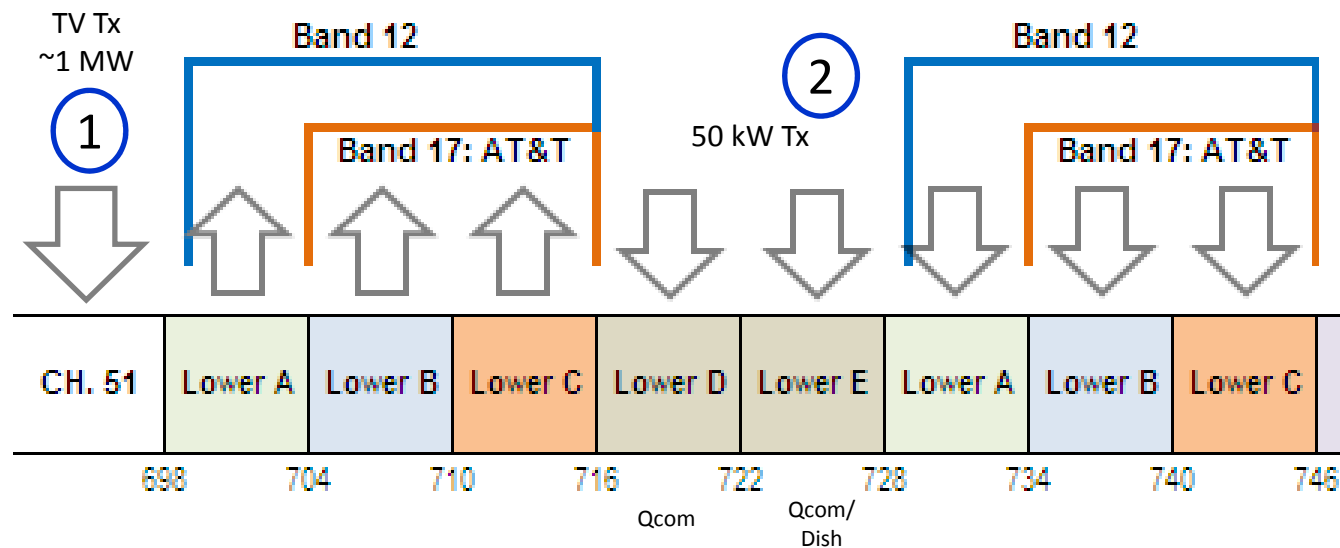 TV Tx
~1 MW
1
Band 12
Band 17: AT&T
2
50 kW Tx
Band 12
Band 17: AT&T
CH. 51
Lower A
Lower B
Lower C
Lower D
Lower E
Lower A
Lower B
Lower C
698
704
710
716
722
728
734
740
746
Qcom
Qcom/
Dish